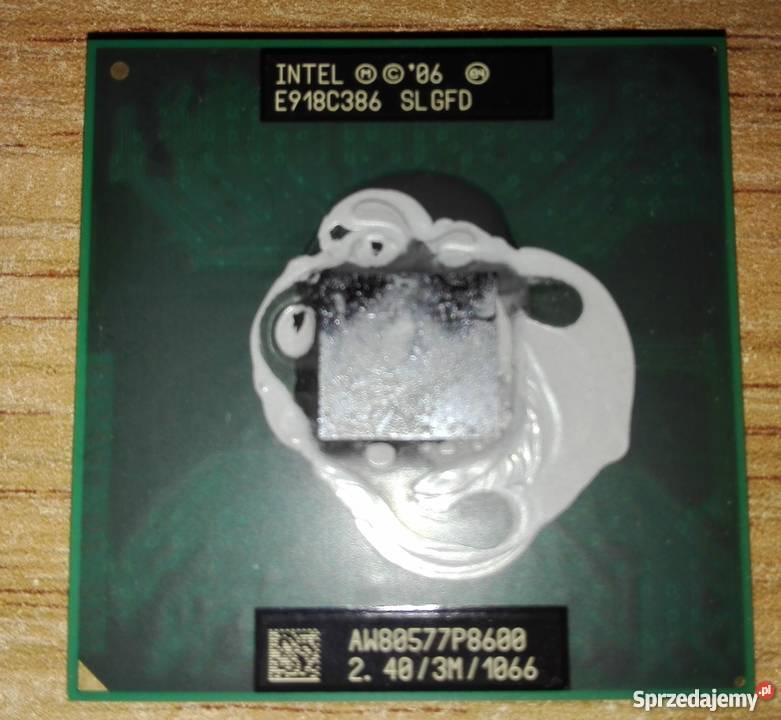 INTEL Ⓜ © '06 ⓔ④
E918C386 SLGFD
AW80577P8600
2. 40/3M/1066
Sprzedajemy.pl